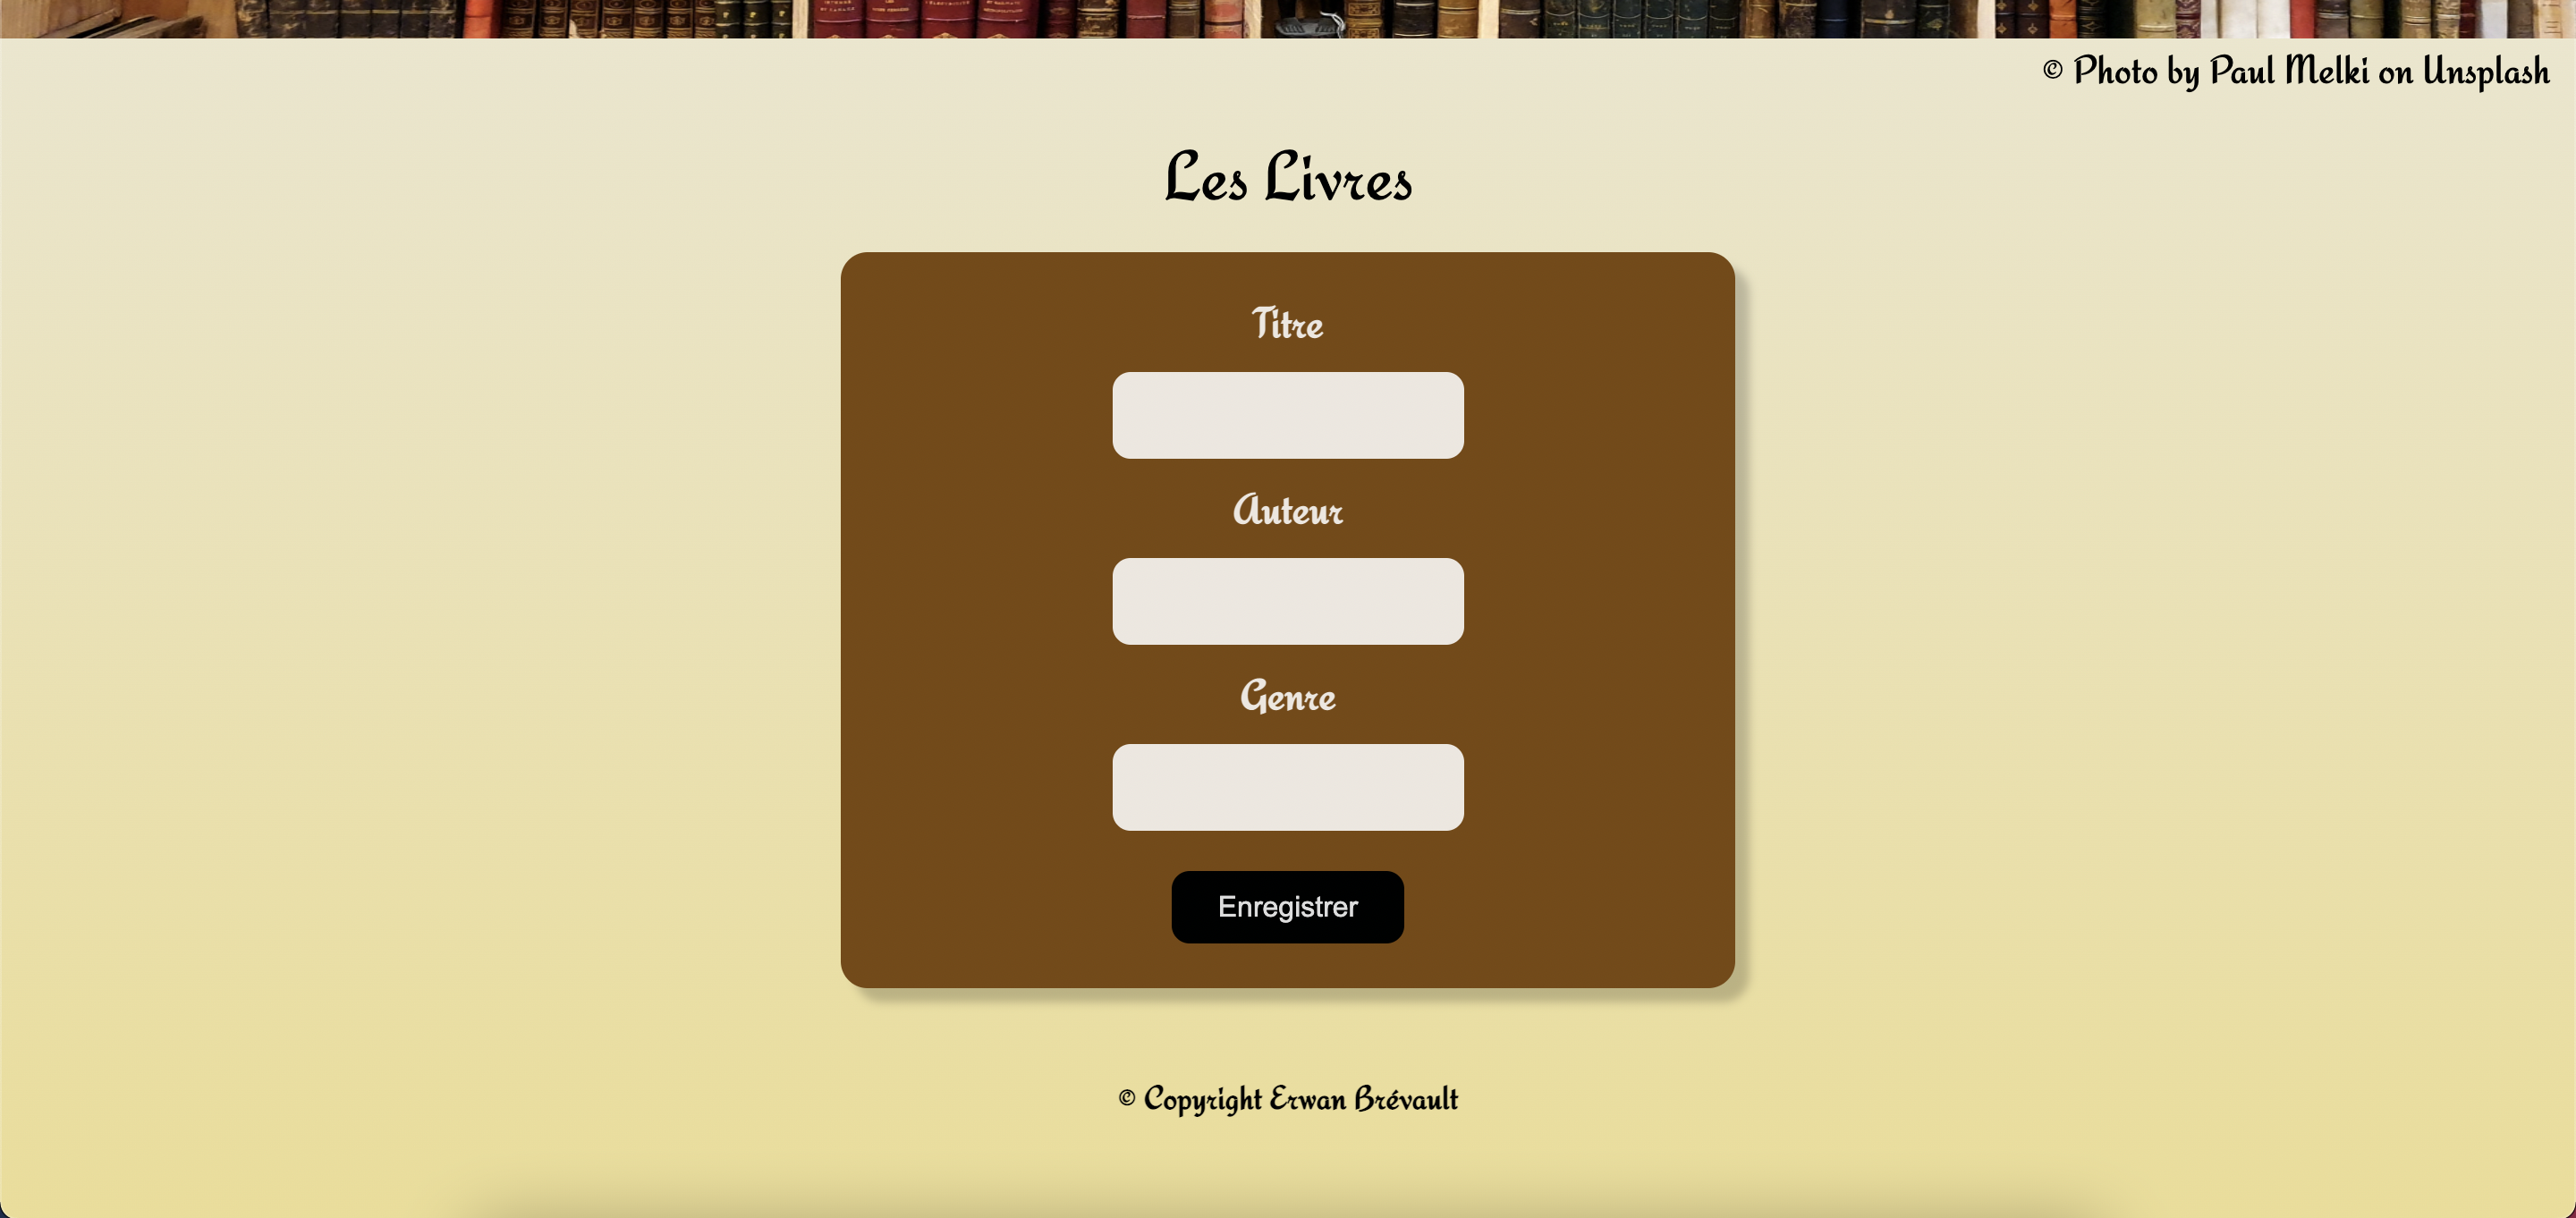 © Photo by Paul Melki on Unsplash
Les Livres
Titre
Auteur
Genre
Enregistrer
© Copyright Erwan Brévault